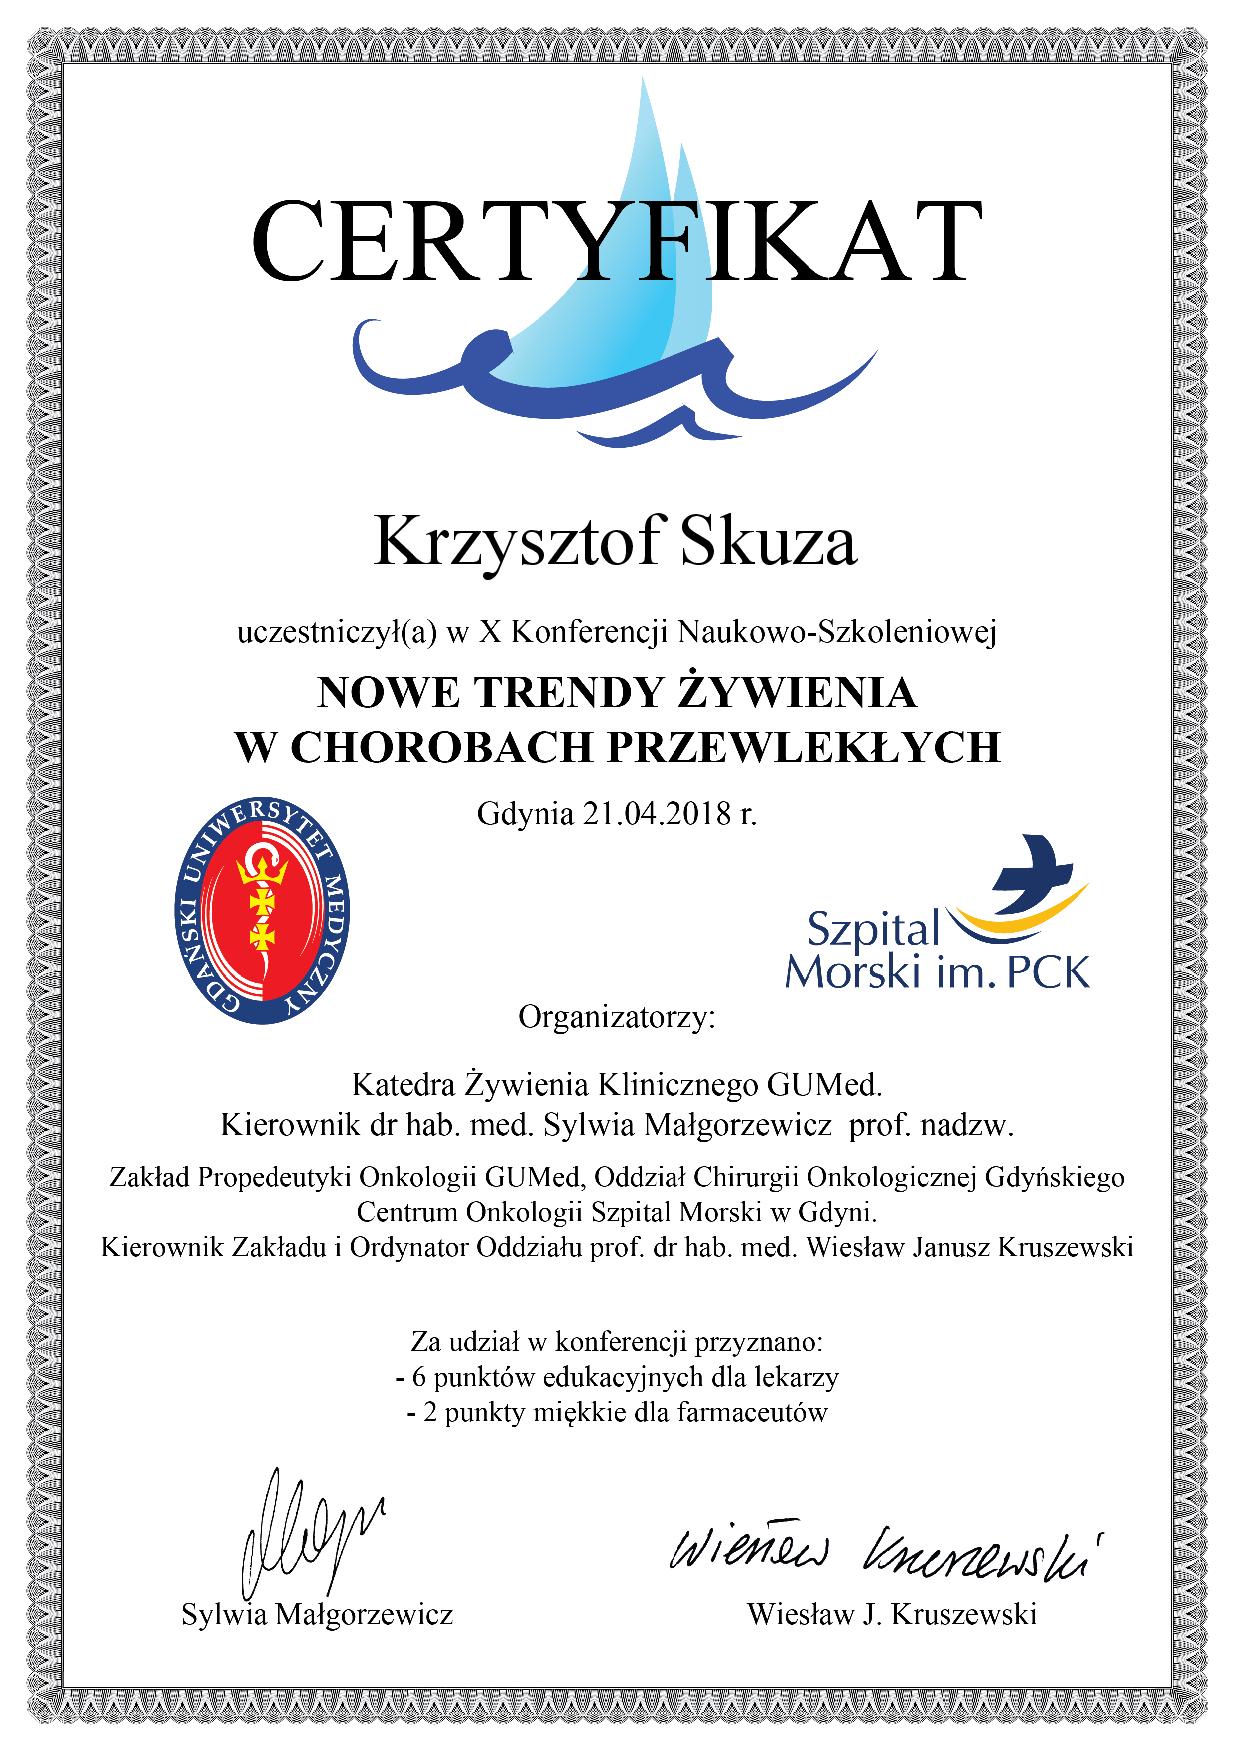 CERTYFIKAT
Krzysztof Skuza
uczestniczył(a) w X Konferencji Naukowo-Szkoleniowej
NOWE TRENDY ŻYWIENIA
W CHOROBACH PRZEWLEKŁYCH
Gdynia 21.04.2018 r.
GDAŃSKI UNIWERSYTET MEDYCZNY
Szpital
Morski im. PCK
Organizatorzy:
Katedra Żywienia Klinicznego GUMed.
Kierownik dr hab. med. Sylwia Małgorzewicz prof. nadzw.
Zakład Propedeutyki Onkologii GUMed, Oddział Chirurgii Onkologicznej Gdyńskiego
Centrum Onkologii Szpital Morski w Gdyni.
Kierownik Zakładu i Ordynator Oddziału prof. dr hab. med. Wiesław Janusz Kruszewski
Za udział w konferencji przyznano:
- 6 punktów edukacyjnych dla lekarzy
- 2 punkty miękkie dla farmaceutów
Wiesław Kruszewski
Sylwia Małgorzewicz
Wiesław J. Kruszewski